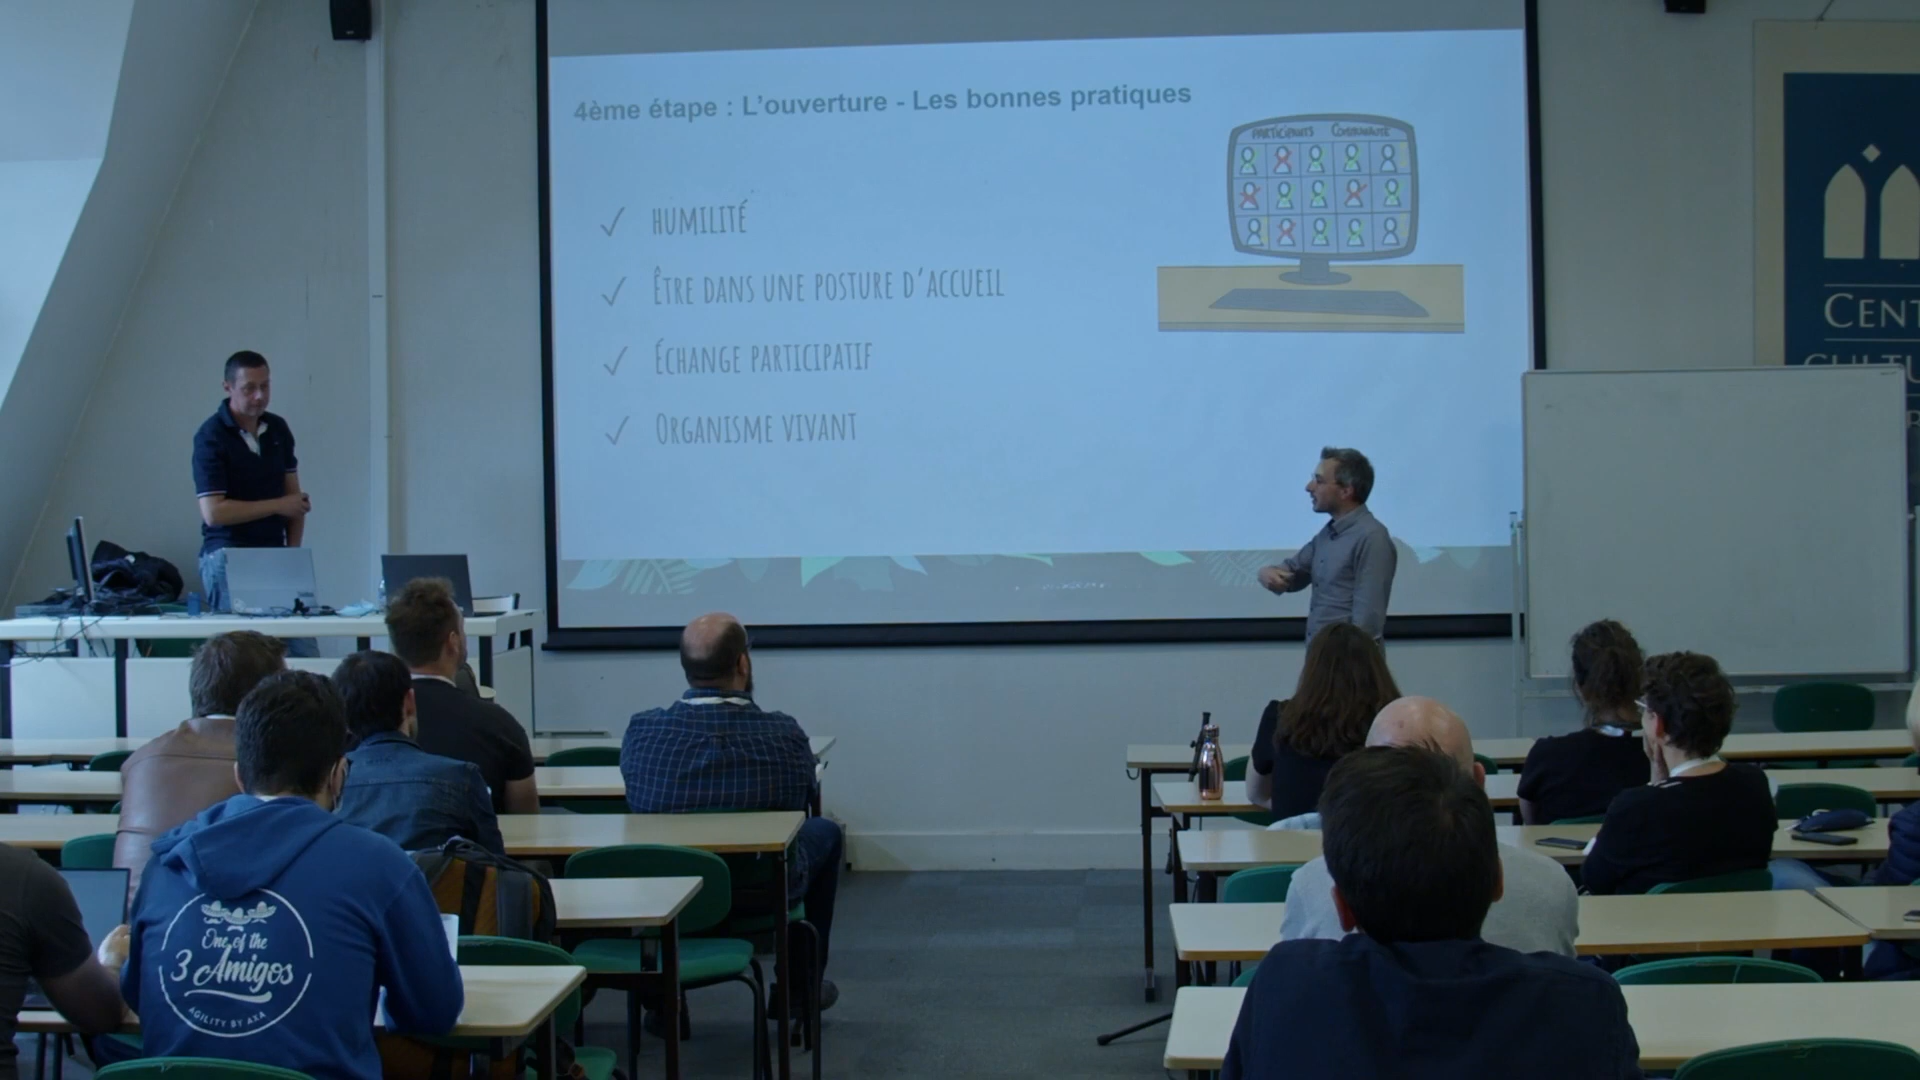 4ème étape : L'ouverture - Les bonnes pratiques
PARTICIPANTS COMMUNAUTÉ
✓ HUMILITÉ
✓ ÊTRE DANS UNE POSTURE D'ACCUEIL
✓ ÉCHANGE PARTICIPATIF
✓ ORGANISME VIVANT
CENT
CULTU
One of the
3 Amigos
AGILITY BY AXA